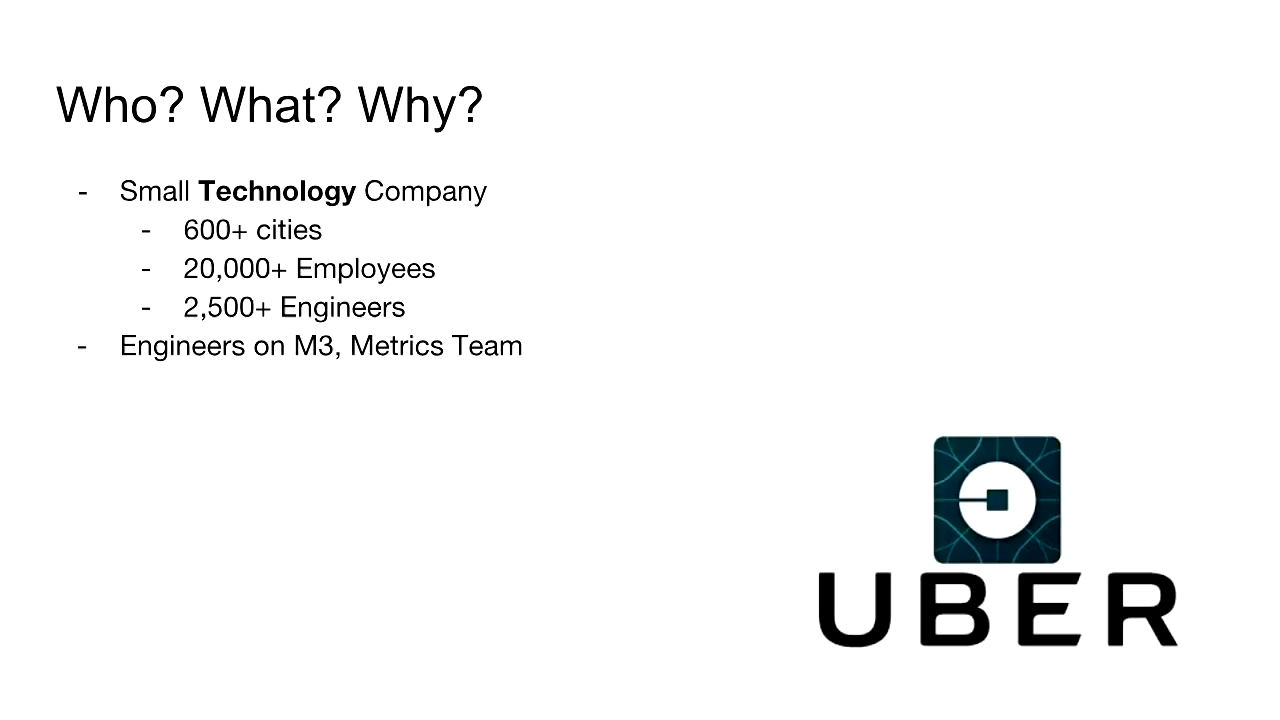 Who? What? Why?
- Small Technology Company
- 600+ cities
- 20,000+ Employees
- 2,500+ Engineers
- Engineers on M3, Metrics Team
UBER